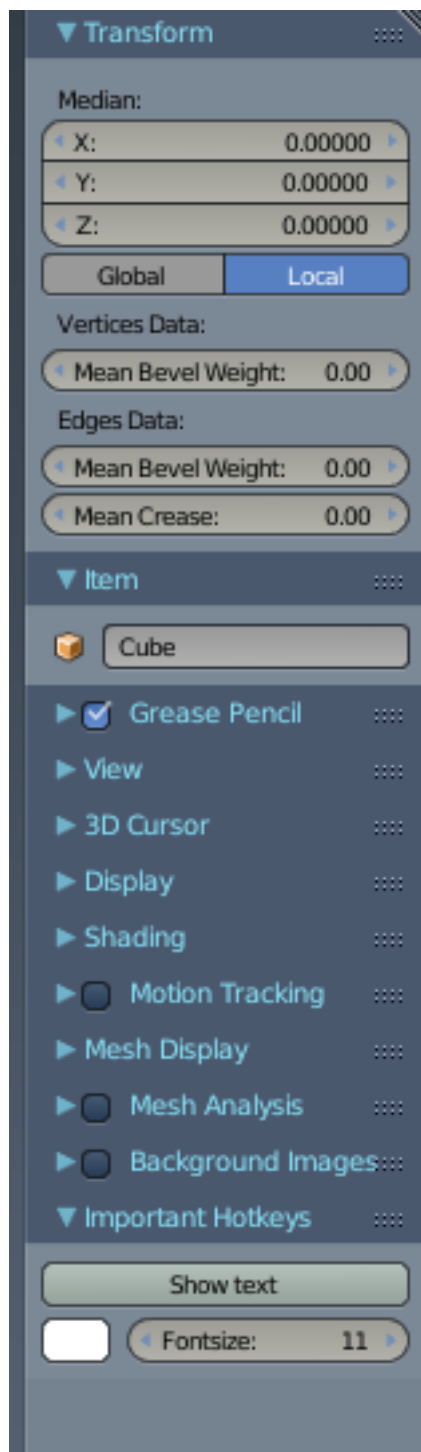 Transform
Median:
X: 0.00000
Y: 0.00000
Z: 0.00000
Global Local
Vertices Data:
Mean Bevel Weight: 0.00
Edges Data:
Mean Bevel Weight: 0.00
Mean Crease: 0.00
Item
Cube
Grease Pencil
View
3D Cursor
Display
Shading
Motion Tracking
Mesh Display
Mesh Analysis
Background Images
Important Hotkeys
Show text
Fontsize: 11